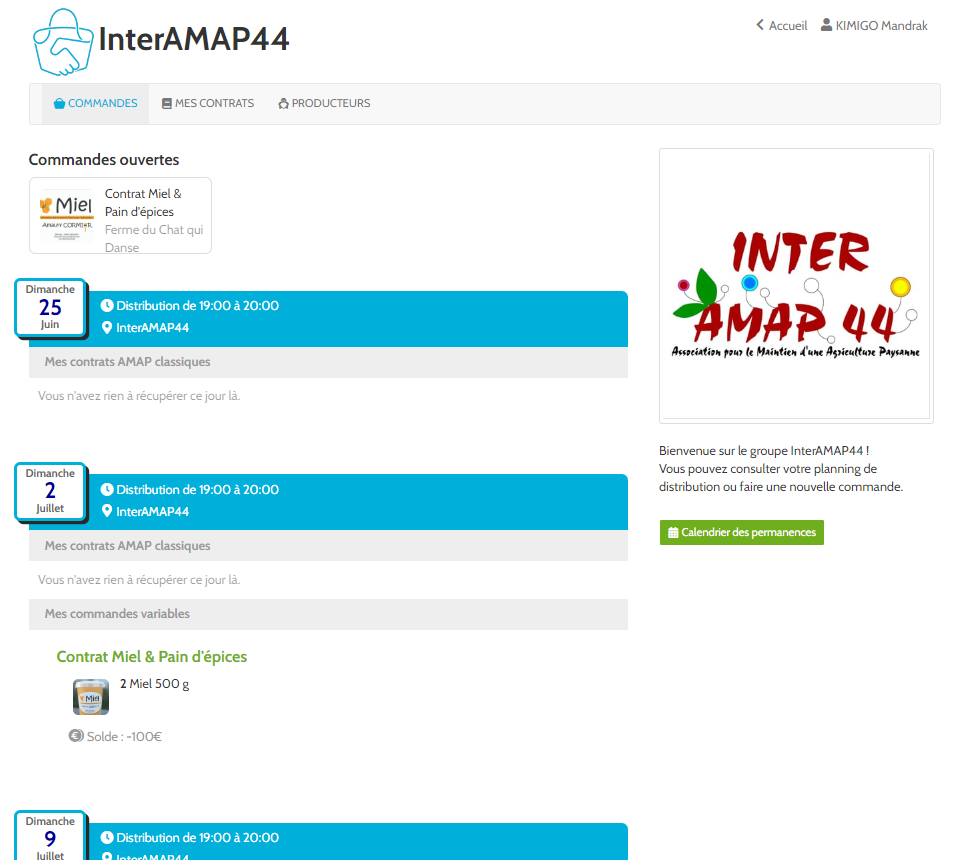 InterAMAP44
Accueil
KIMIGO Mandrak
COMMANDES
MES CONTRATS
PRODUCTEURS
Commandes ouvertes
Miel
Amaury CORMIER
Contrat Miel &
Pain d'épices
Ferme du Chat qui
Danse
Dimanche
25
Juin
Distribution de 19:00 à 20:00
InterAMAP44
Mes contrats AMAP classiques
Vous n'avez rien à récupérer ce jour là.
Dimanche
2
Juillet
Distribution de 19:00 à 20:00
InterAMAP44
Mes contrats AMAP classiques
Vous n'avez rien à récupérer ce jour là.
Mes commandes variables
Contrat Miel & Pain d'épices
Miel
2 Miel 500 g
Solde : -100€
Dimanche
9
Juillet
Distribution de 19:00 à 20:00
InterAMAP44
INTER
AMAP 44
Association pour le Maintien d'une Agriculture Paysanne
Bienvenue sur le groupe InterAMAP44 !
Vous pouvez consulter votre planning de
distribution ou faire une nouvelle commande.
Calendrier des permanences